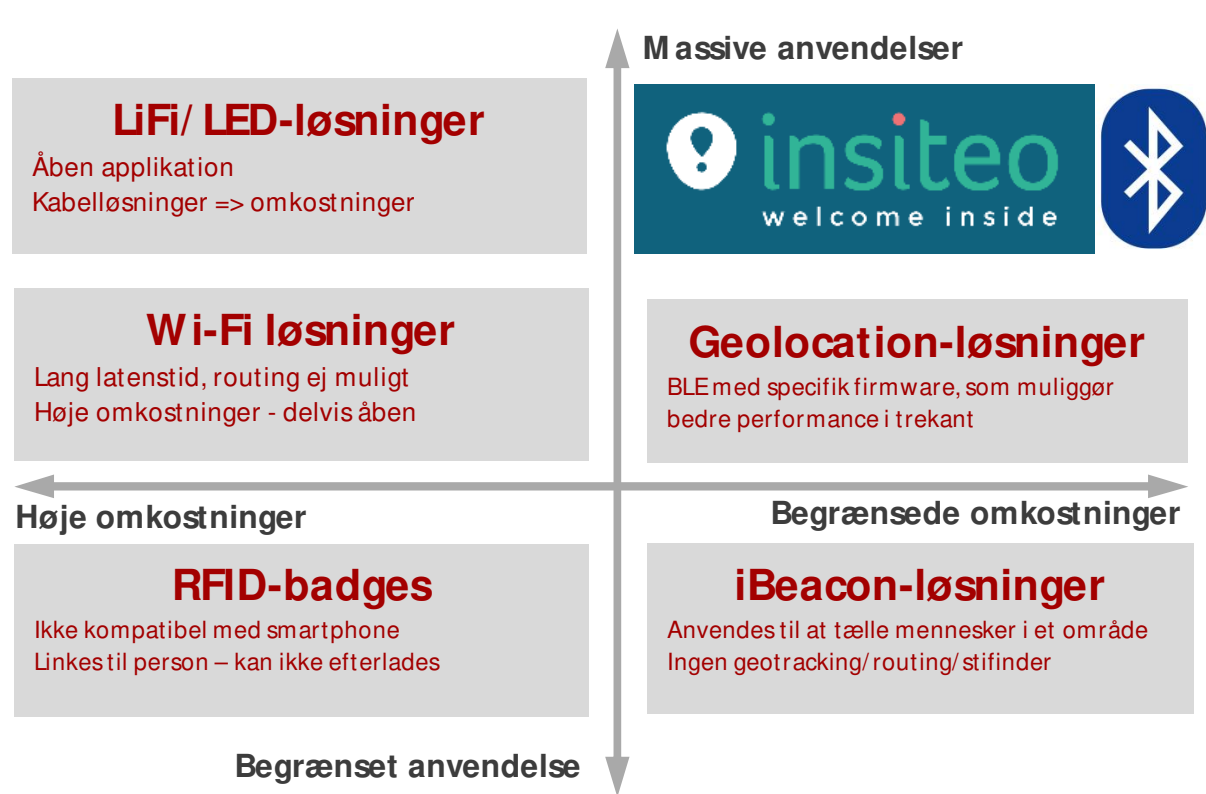 Massive anvendelser
LiFi/ LED-løsninger
Åben applikation
Kabelløsninger => omkostninger
insiteo
welcome inside
Wi-Fi løsninger
Lang latenstid, routing ej muligt
Høje omkostninger - delvis åben
Geolocation-løsninger
BLE med specifik firmware, som muliggør
bedre performance i trekant
Høje omkostninger
Begrænsede omkostninger
RFID-badges
Ikke kompatibel med smartphone
Linkes til person – kan ikke efterlades
iBeacon-løsninger
Anvendes til at tælle mennesker i et område
Ingen geotracking/ routing/ stifinder
Begrænset anvendelse